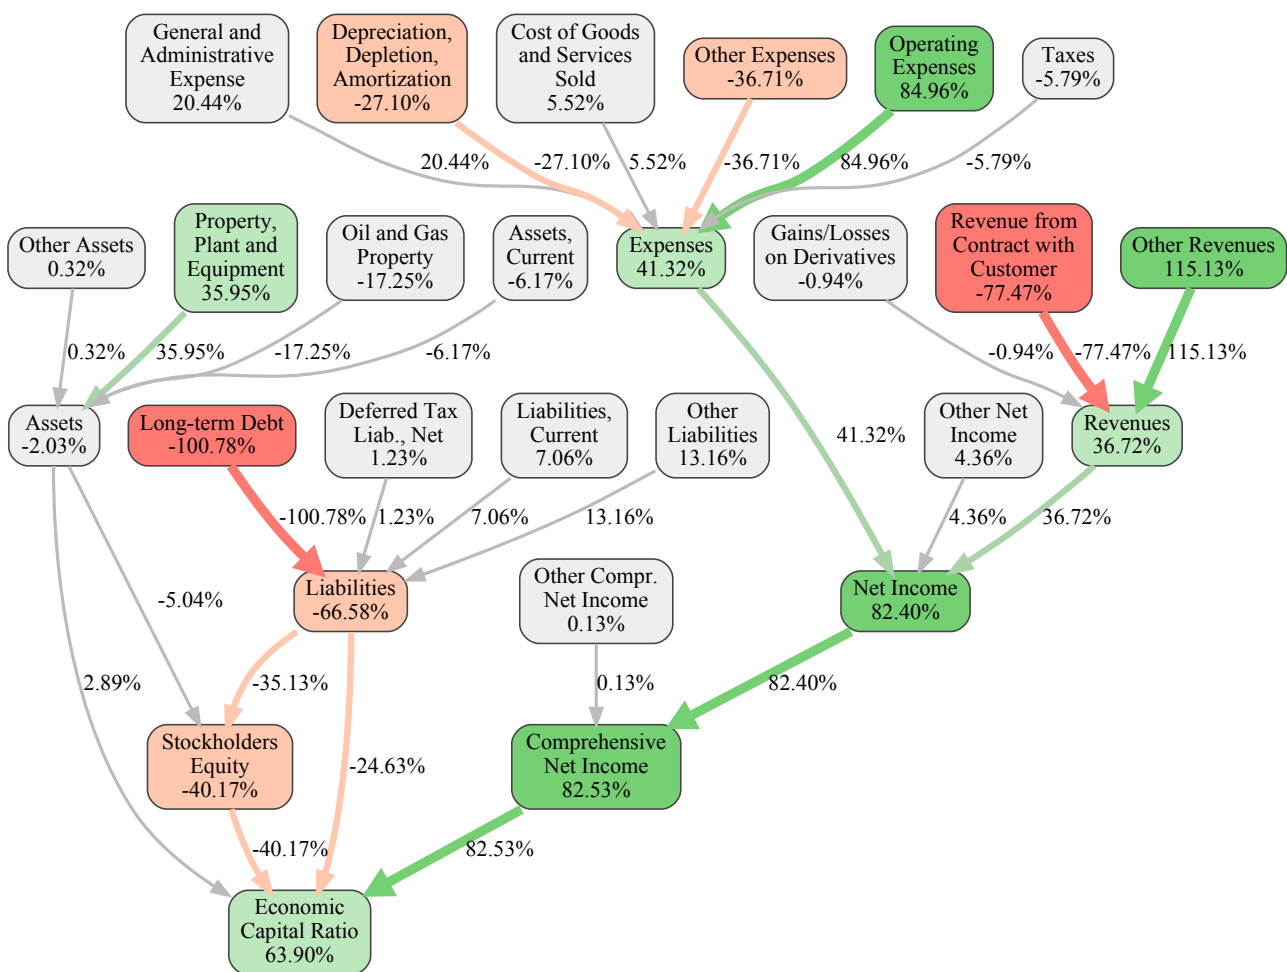 General and
Administrative
Expense
20.44%
Depreciation,
Depletion,
Amortization
-27.10%
Cost of Goods
and Services
Sold
5.52%
Other Expenses
-36.71%
Operating
Expenses
84.96%
Taxes
-5.79%
20.44%
-27.10%
5.52%
-36.71%
84.96%
-5.79%
Other Assets
0.32%
Property,
Plant and
Equipment
35.95%
Oil and Gas
Property
-17.25%
Assets,
Current
-6.17%
Expenses
41.32%
Gains/Losses
on Derivatives
-0.94%
Revenue from
Contract with
Customer
-77.47%
Other Revenues
115.13%
0.32%
35.95%
-17.25%
-6.17%
-0.94%
-77.47%
115.13%
Assets
-2.03%
Long-term Debt
-100.78%
Deferred Tax
Liab., Net
1.23%
Liabilities,
Current
7.06%
Other
Liabilities
13.16%
41.32%
Other Net
Income
4.36%
Revenues
36.72%
-100.78%
1.23%
7.06%
13.16%
4.36%
36.72%
-5.04%
Liabilities
-66.58%
Other Compr.
Net Income
0.13%
Net Income
82.40%
2.89%
-35.13%
0.13%
82.40%
Stockholders
Equity
-40.17%
-24.63%
Comprehensive
Net Income
82.53%
-40.17%
82.53%
Economic
Capital Ratio
63.90%